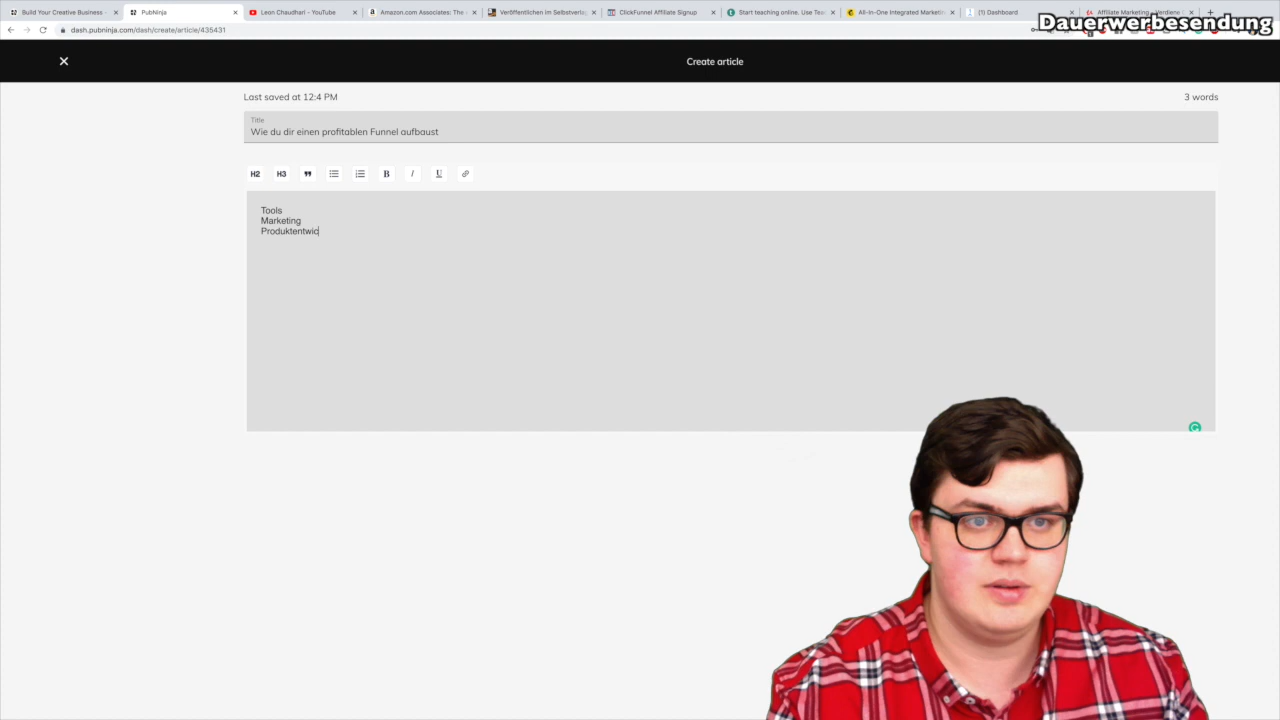 Build Your Creative Business -
PubNinja
Leon Chaudhari - YouTube
Amazon.com Associates: The
Veröffentlichen im Selbstverla
ClickFunnel Affiliate Signup
Start teaching online. Use Tea
All-In-One Integrated Marketin
(1) Dashboard
Affiliate Marketing - Verdiene
Dauerwerbesendung
dash.pubninja.com/dash/create/article/435431
Create article
Last saved at 12:4 PM
3 words
Title
Wie du dir einen profitablen Funnel aufbaust
H2 H3 B I U
Tools
Marketing
Produktentwic